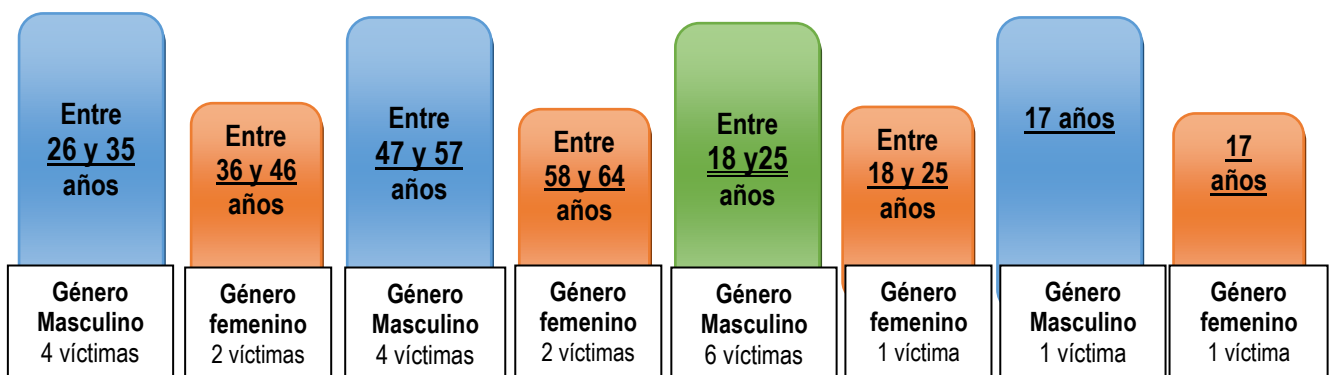 Entre
26 y 35
años
Género
Masculino
4 víctimas
Entre
36 y 46
años
Género
femenino
2 víctimas
Entre
47 y 57
años
Género
Masculino
4 víctimas
Entre
58 y 64
años
Género
femenino
2 víctimas
Entre
18 y25
años
Género
Masculino
6 víctimas
Entre
18 y 25
años
Género
femenino
1 víctima
17 años
Género
Masculino
1 víctima
17
años
Género
femenino
1 víctima